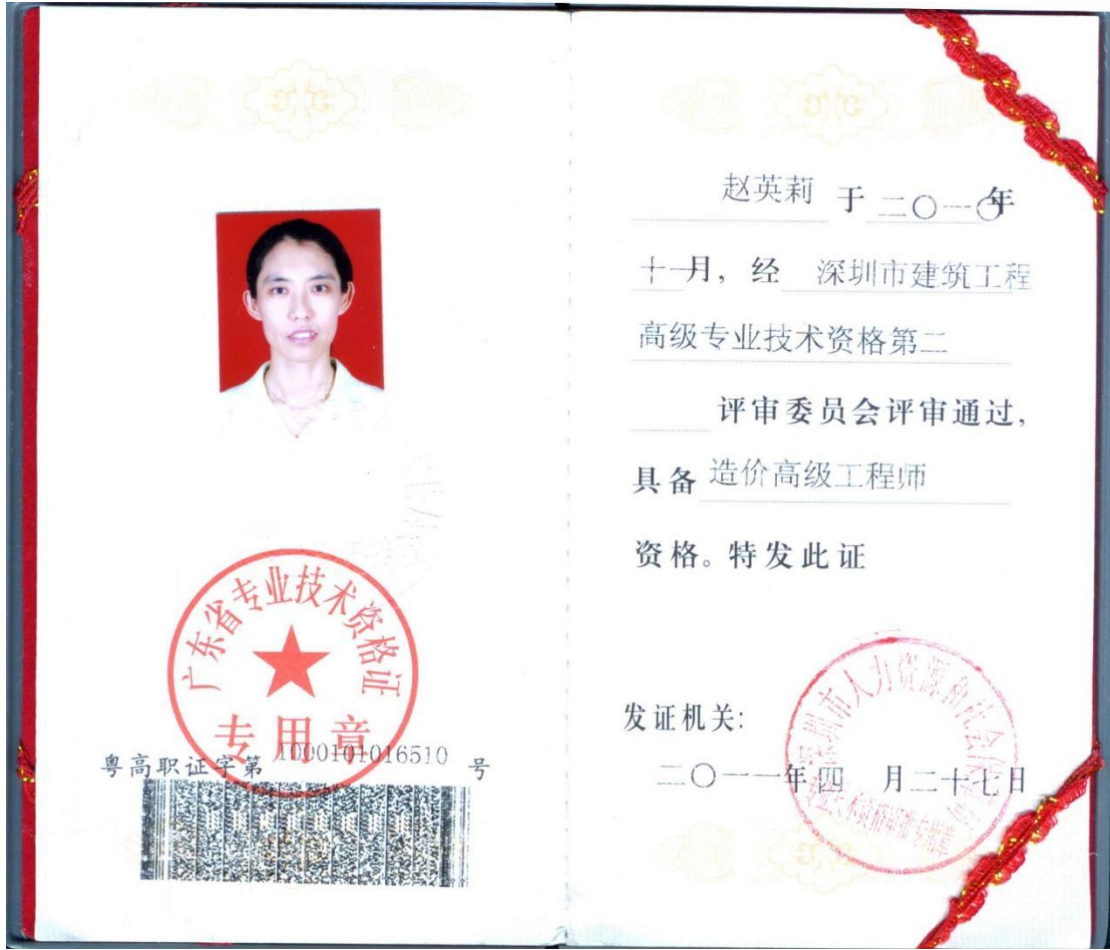 广东省专业技术资格证
专用章
粤高职证字第 1000101016510 号
赵英莉 于 二〇一〇年
十一月，经 深圳市建筑工程
高级专业技术资格第二
评审委员会评审通过，
具备 造价高级工程师
资格。特发此证
发证机关：
二〇一一年四 月二十七日